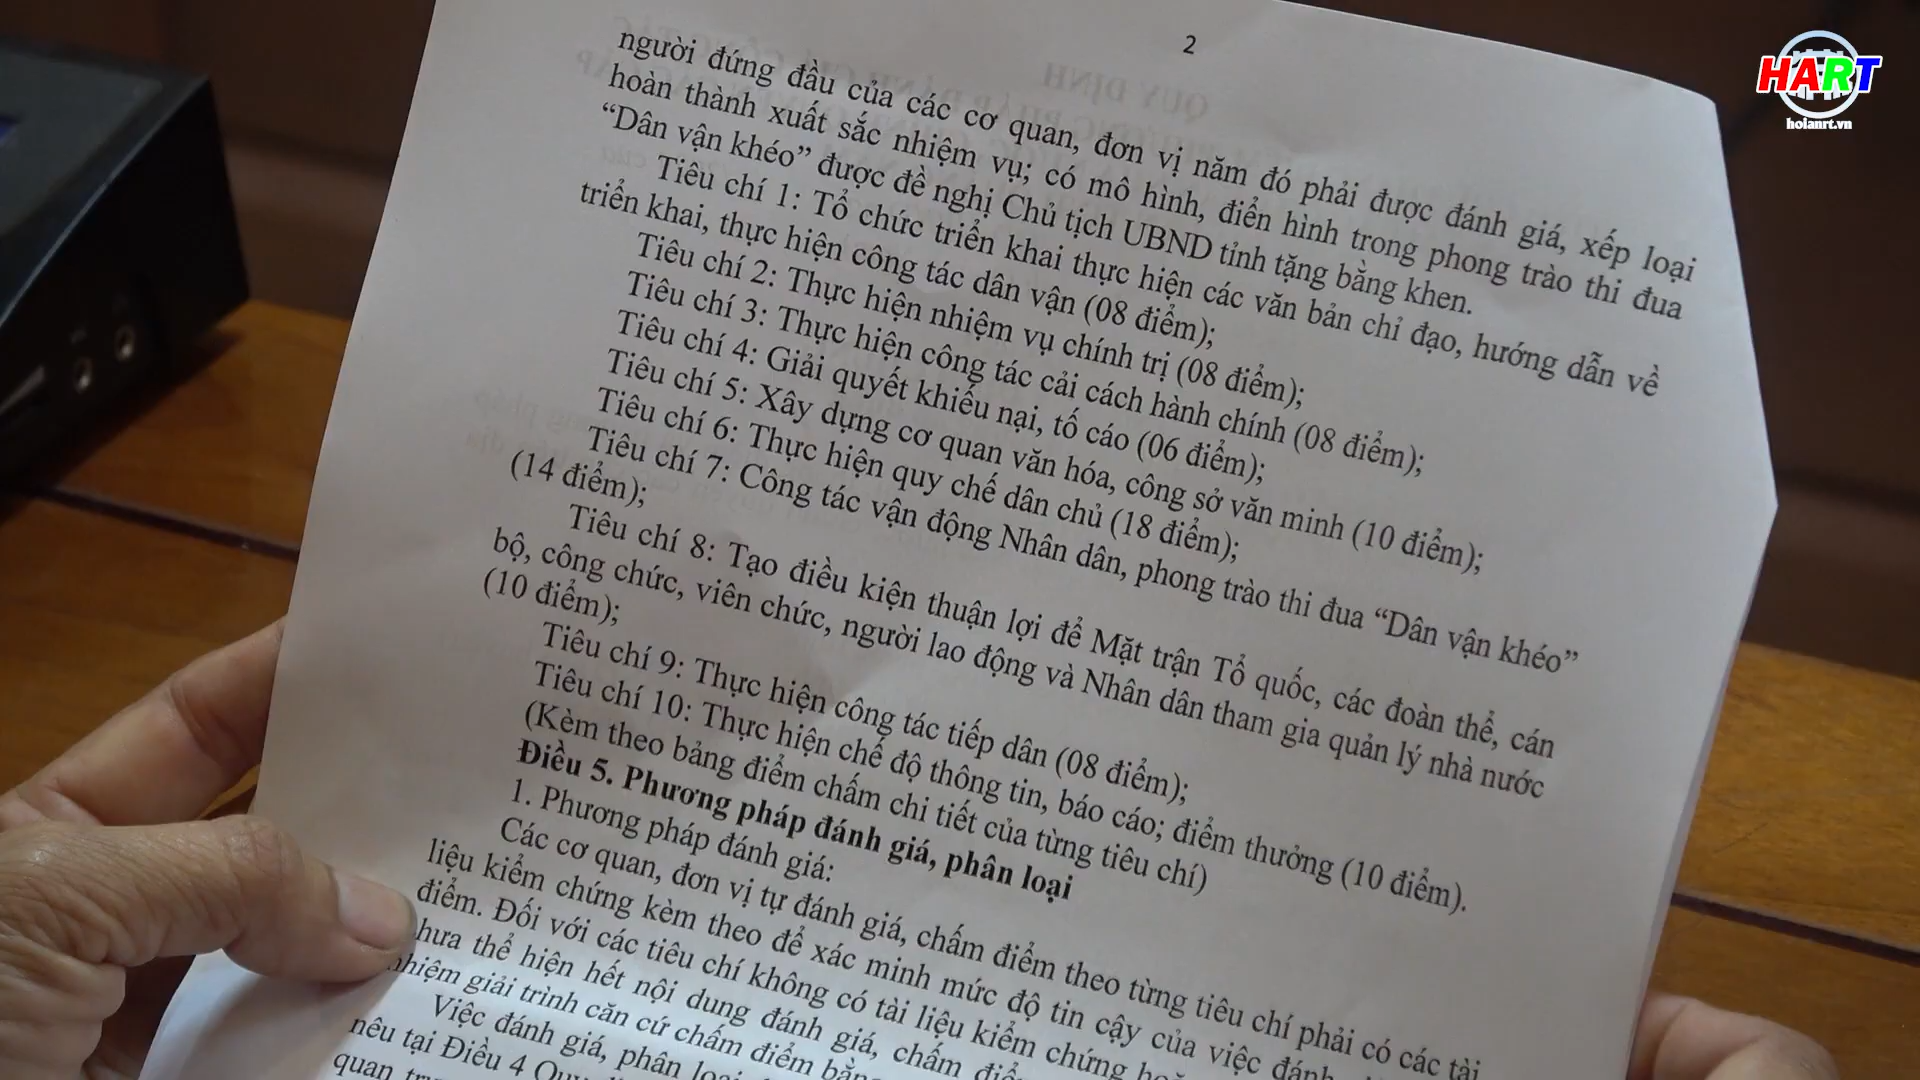 2
HART
holanrt.vn
người đứng đầu của các cơ quan, đơn vị năm đó phải được đánh giá, xếp loại
hoàn thành xuất sắc nhiệm vụ; có mô hình, điển hình trong phong trào thi đua
“Dân vận khéo” được đề nghị Chủ tịch UBND tỉnh tặng bằng khen.
Tiêu chí 1: Tổ chức triển khai thực hiện các văn bản chỉ đạo, hướng dẫn về
triển khai, thực hiện công tác dân vận (08 điểm);
Tiêu chí 2: Thực hiện nhiệm vụ chính trị (08 điểm);
Tiêu chí 3: Thực hiện công tác cải cách hành chính (08 điểm);
Tiêu chí 4: Giải quyết khiếu nại, tố cáo (06 điểm);
Tiêu chí 5: Xây dựng cơ quan văn hóa, công sở văn minh (10 điểm);
Tiêu chí 6: Thực hiện quy chế dân chủ (18 điểm);
Tiêu chí 7: Công tác vận động Nhân dân, phong trào thi đua “Dân vận khéo”
(14 điểm);
Tiêu chí 8: Tạo điều kiện thuận lợi để Mặt trận Tổ quốc, các đoàn thể, cán
bộ, công chức, viên chức, người lao động và Nhân dân tham gia quản lý nhà nước
(10 điểm);
Tiêu chí 9: Thực hiện công tác tiếp dân (08 điểm);
Tiêu chí 10: Thực hiện chế độ thông tin, báo cáo; điểm thưởng (10 điểm).
(Kèm theo bảng điểm chấm chi tiết của từng tiêu chí)
Điều 5. Phương pháp đánh giá, phân loại
1. Phương pháp đánh giá:
Các cơ quan, đơn vị tự đánh giá, chấm điểm theo từng tiêu chí phải có các tài
liệu kiểm chứng kèm theo để xác minh mức độ tin cậy của việc đánh
điểm. Đối với các tiêu chí không có tài liệu kiểm chứng
thể hiện hết nội dung đánh giá, chấm
giải trình căn cứ chấm điểm
Việc đánh giá, phân
nêu tại Điều 4
quan